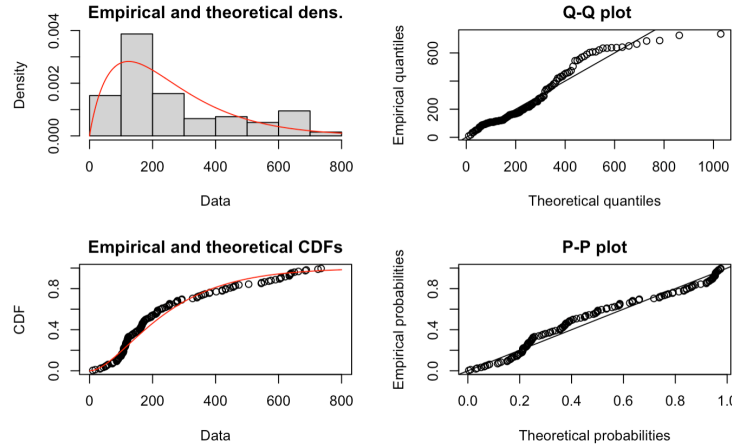 Empirical and theoretical dens.
Density
0.000 0.002 0.004
0 200 400 600 800
Data
Q-Q plot
Empirical quantiles
0 200 600
0 200 400 600 800 1000
Theoretical quantiles
Empirical and theoretical CDFs
CDF
0.0 0.4 0.8
0 200 400 600 800
Data
P-P plot
Empirical probabilities
0.0 0.4 0.8
0.0 0.2 0.4 0.6 0.8 1.0
Theoretical probabilities